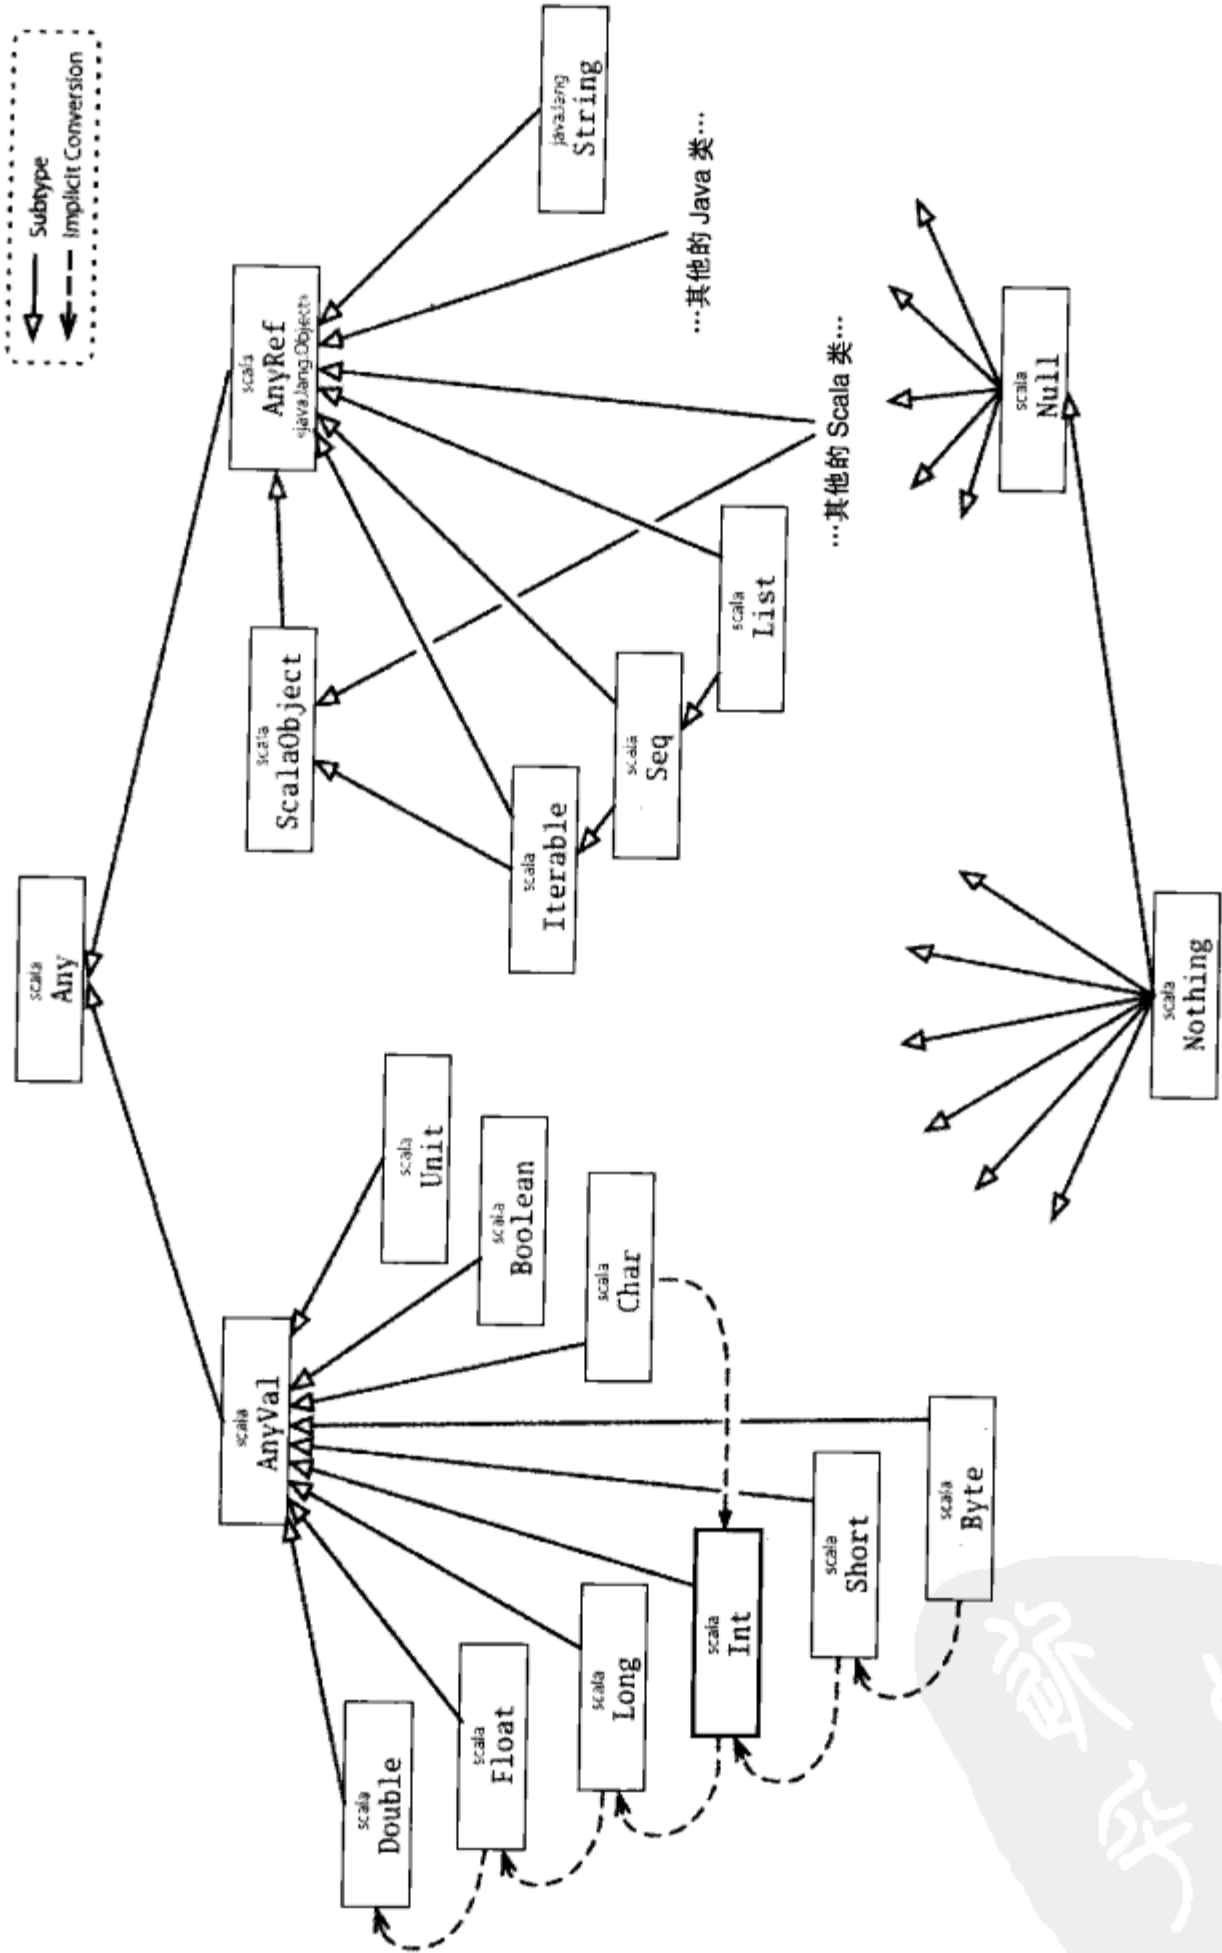 Subtype
Implicit Conversion
scala
Any
scala
AnyVal
scala
AnyRef
«java.lang.Object»
scala
Unit
scala
Boolean
scala
Char
scala
Double
scala
Float
scala
Long
scala
Int
scala
Short
scala
Byte
scala
ScalaObject
scala
Iterable
scala
Seq
scala
List
java.lang
String
…其他的 Java 类…
…其他的 Scala 类…
scala
Null
scala
Nothing